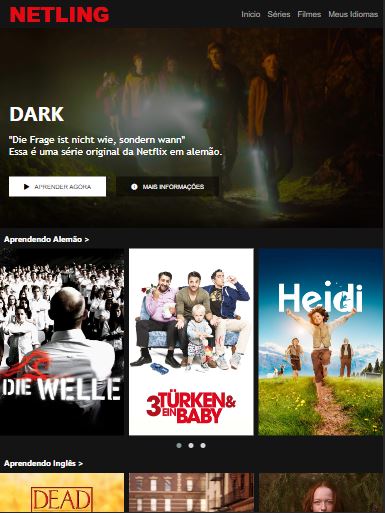 NETLING
Inicio Séries Filmes Meus Idiomas
DARK
"Die Frage ist nicht wie, sondern wann"
Essa é uma série original da Netflix em alemão.
APRENDER AGORA MAIS INFORMAÇÕES
Aprendendo Alemão >
DIE WELLE
3 TÜRKEN &
EIN BABY
Heidi
Aprendendo Inglês >
DEAD